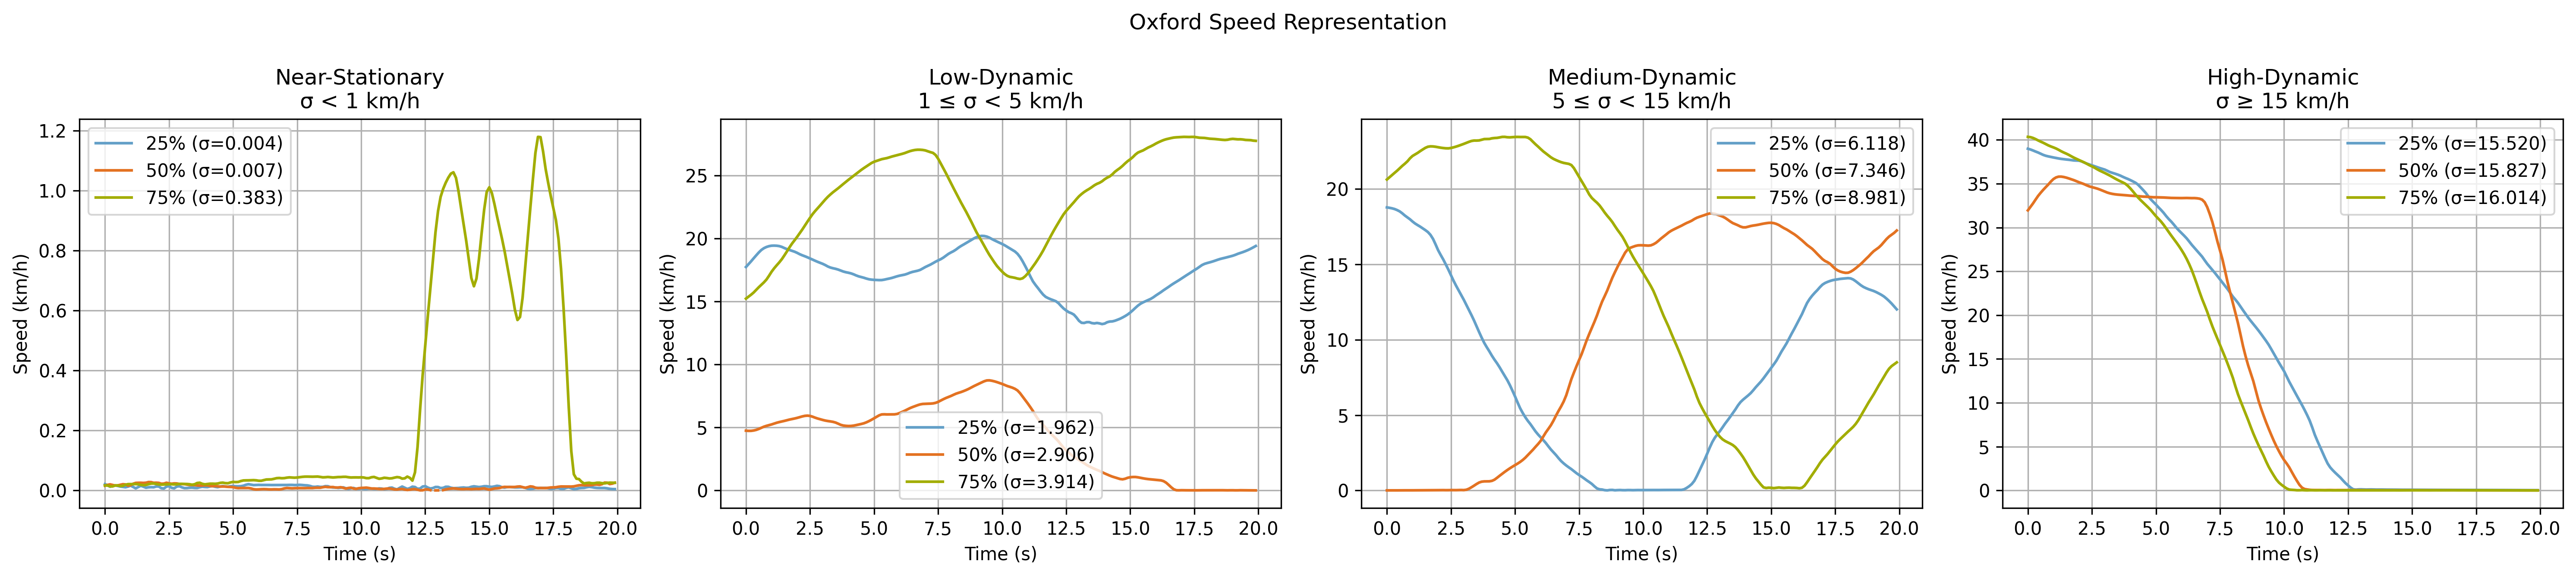 Oxford Speed Representation
Near-Stationary
σ < 1 km/h
25% (σ=0.004)
50% (σ=0.007)
75% (σ=0.383)
Speed (km/h)
1.2
1.0
0.8
0.6
0.4
0.2
0.0
0.0 2.5 5.0 7.5 10.0 12.5 15.0 17.5 20.0
Time (s)
Low-Dynamic
1 ≤ σ < 5 km/h
25% (σ=1.962)
50% (σ=2.906)
75% (σ=3.914)
Speed (km/h)
25
20
15
10
5
0
0.0 2.5 5.0 7.5 10.0 12.5 15.0 17.5 20.0
Time (s)
Medium-Dynamic
5 ≤ σ < 15 km/h
25% (σ=6.118)
50% (σ=7.346)
75% (σ=8.981)
Speed (km/h)
20
15
10
5
0
0.0 2.5 5.0 7.5 10.0 12.5 15.0 17.5 20.0
Time (s)
High-Dynamic
σ ≥ 15 km/h
25% (σ=15.520)
50% (σ=15.827)
75% (σ=16.014)
Speed (km/h)
40
35
30
25
20
15
10
5
0
0.0 2.5 5.0 7.5 10.0 12.5 15.0 17.5 20.0
Time (s)